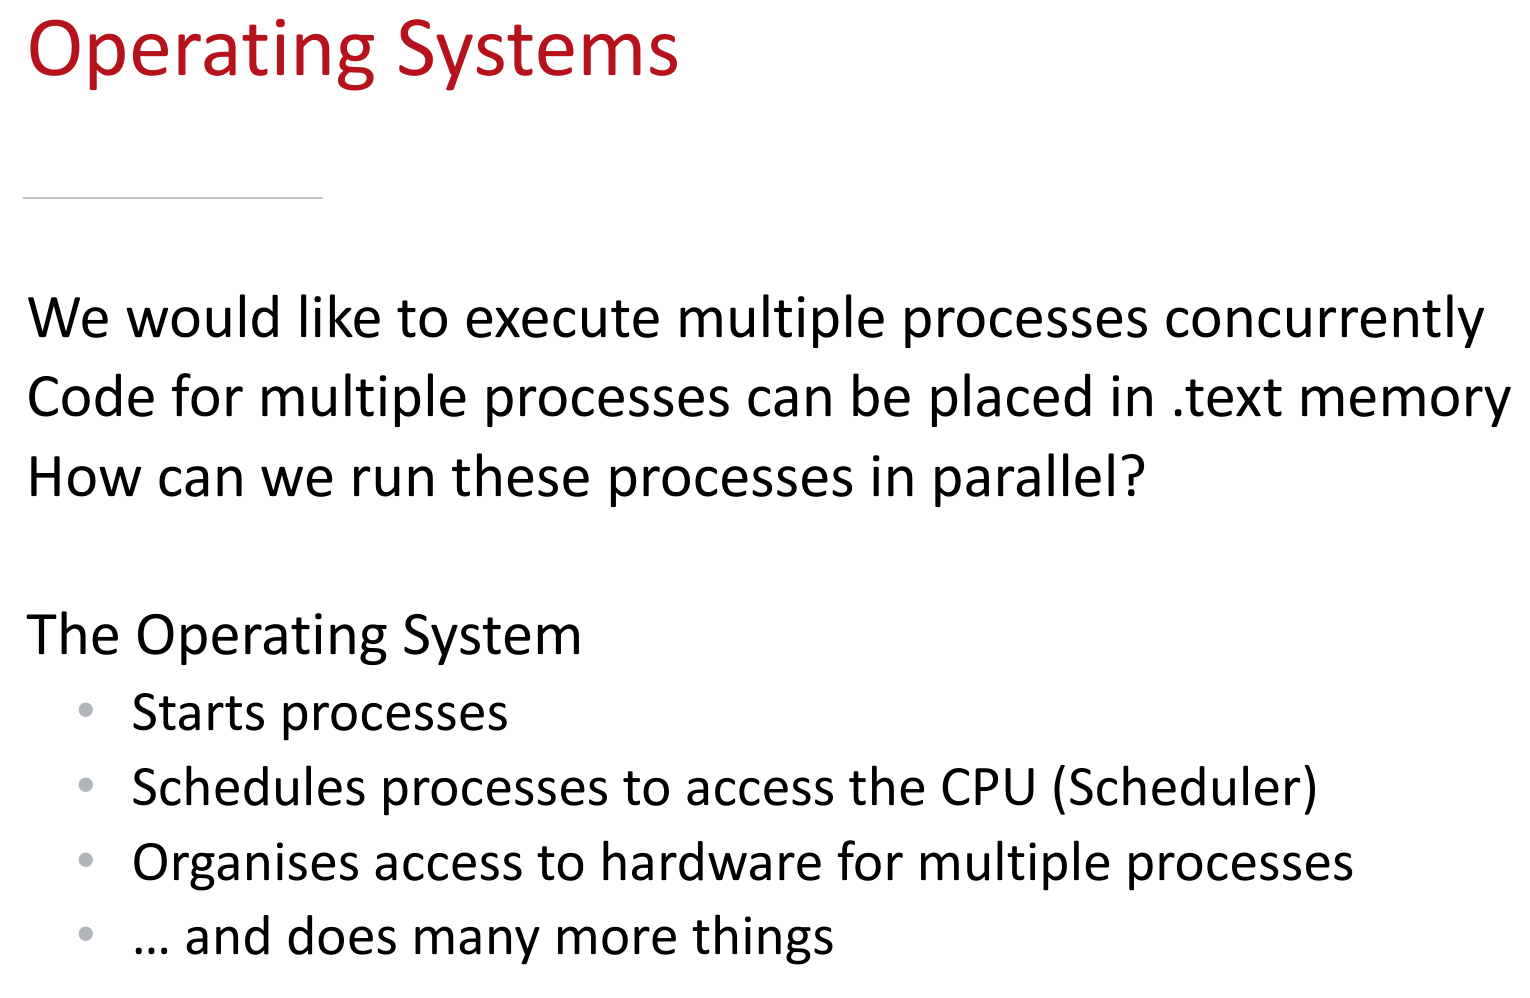 Operating Systems
We would like to execute multiple processes concurrently
Code for multiple processes can be placed in .text memory
How can we run these processes in parallel?
The Operating System
• Starts processes
• Schedules processes to access the CPU (Scheduler)
• Organises access to hardware for multiple processes
• … and does many more things